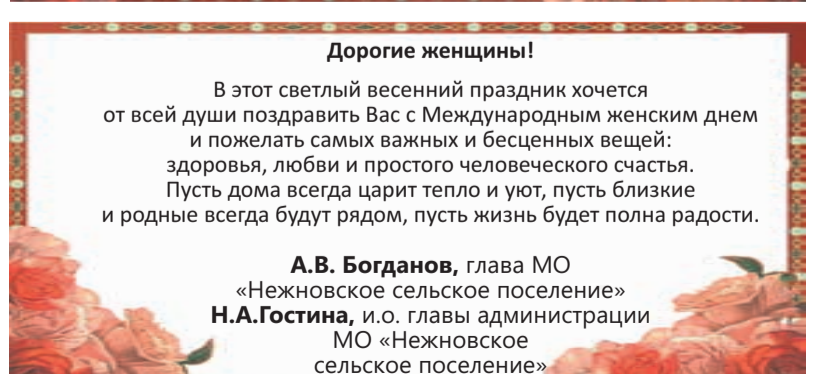 Дорогие женщины!
В этот светлый весенний праздник хочется
от всей души поздравить Вас с Международным женским днем
и пожелать самых важных и бесценных вещей:
здоровья, любви и простого человеческого счастья.
Пусть дома всегда царит тепло и уют, пусть близкие
и родные всегда будут рядом, пусть жизнь будет полна радости.
А.В. Богданов, глава МО
«Нежновское сельское поселение»
Н.А.Гостина, и.о. главы администрации
МО «Нежновское
сельское поселение»